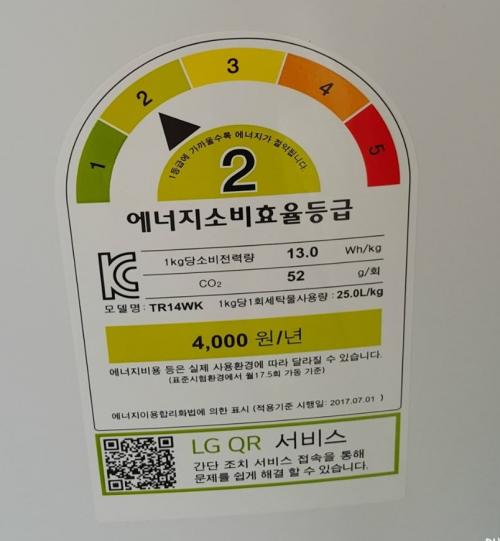 1 2 3 4 5
1등급에 가까울수록 에너지가 절약됩니다.
2
에너지소비효율등급
1kg당소비전력량 13.0 Wh/kg
CO₂ 52 g/회
모델명: TR14WK 1kg당1회세탁물사용량 : 25.0L/kg
4,000 원/년
에너지비용 등은 실제 사용환경에 따라 달라질 수 있습니다.
(표준시험환경에서 월17.5회 가동 기준)
에너지이용합리화법에 의한 표시 (적용기준 시행일: 2017.07.01 )
LG QR 서비스
간단 조치 서비스 접속을 통해
문제를 쉽게 해결 할 수 있습니다.